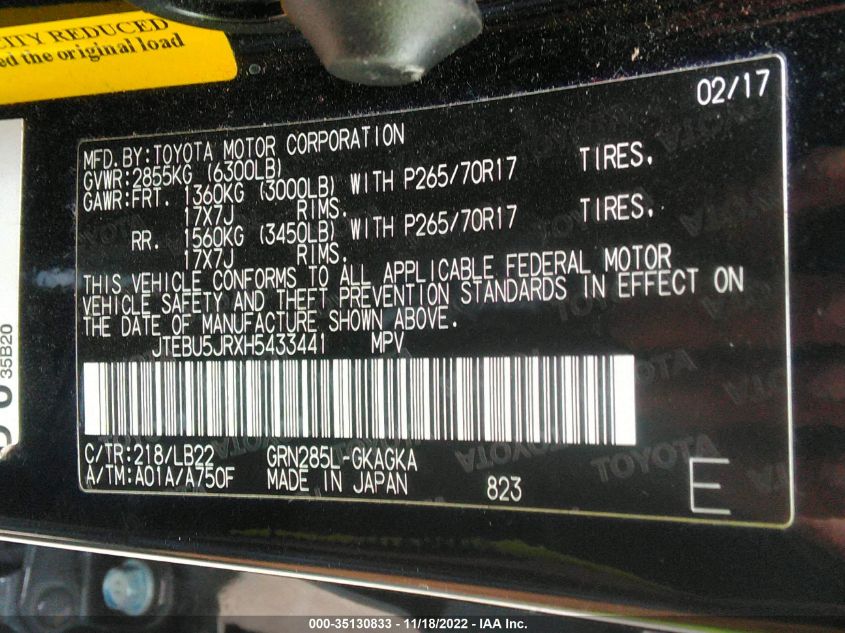 CITY REDUCED
ed the original load
02/17
MFD.BY:TOYOTA MOTOR CORPORATION
GVWR:2855KG (6300LB)
GAWR:FRT. 1360KG (3000LB) WITH P265/70R17 TIRES.
17X7J RIMS.
RR. 1560KG (3450LB) WITH P265/70R17 TIRES.
17X7J RIMS.
THIS VEHICLE CONFORMS TO ALL APPLICABLE FEDERAL MOTOR
VEHICLE SAFETY AND THEFT PREVENTION STANDARDS IN EFFECT ON
THE DATE OF MANUFACTURE SHOWN ABOVE.
JTEBU5JRXH5433441 MPV
C/TR:218/LB22 GRN285L-GKAGKA
A/TM:A01A/A750F MADE IN JAPAN 823 E
35B20
TOYOTA
000-35130833 - 11/18/2022 - IAA Inc.